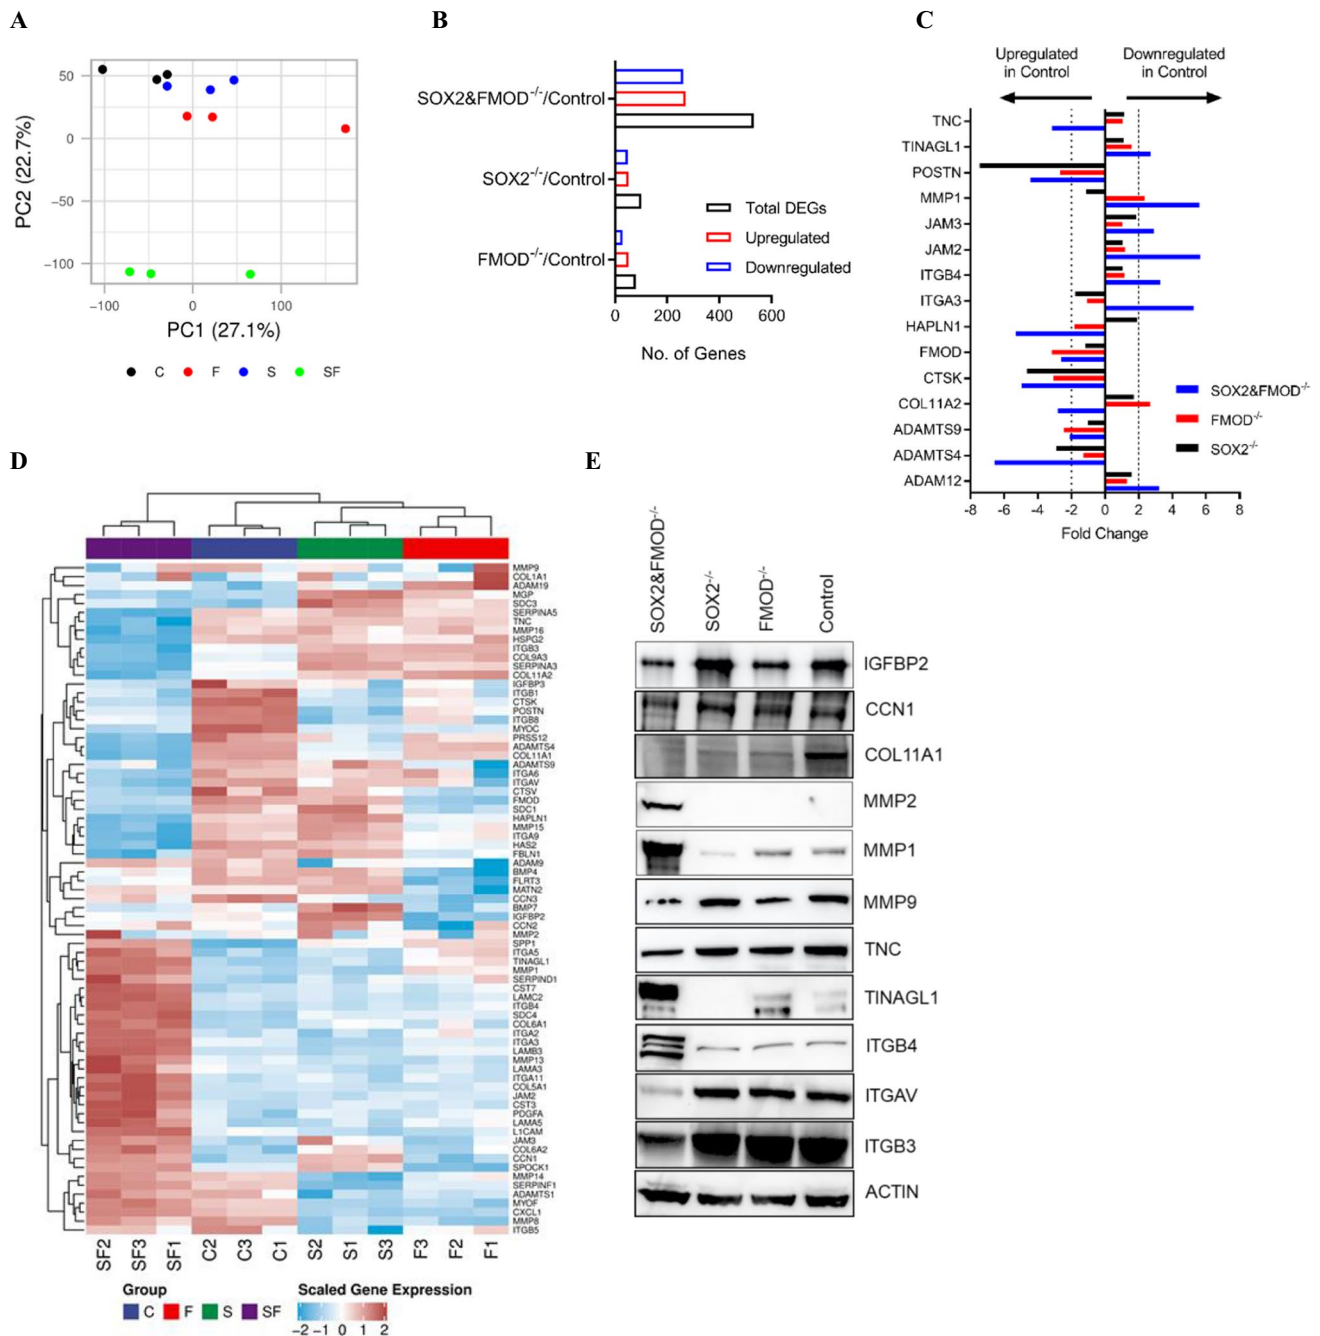 A
B
C
50
0
−50
−100
−100
0
100
PC2 (22.7%)
PC1 (27.1%)
C
F
S
SF
SOX2&FMOD-/-/Control
SOX2-/-/Control
FMOD-/-/Control
Total DEGs
Upregulated
Downregulated
0
200
400
600
No. of Genes
Upregulated
in Control
Downregulated
in Control
TNC
TINAGL1
POSTN
MMP1
JAM3
JAM2
ITGB4
ITGA3
HAPLN1
FMOD
CTSK
COL11A2
ADAMTS9
ADAMTS4
ADAM12
SOX2&FMOD-/-
FMOD-/-
SOX2-/-
-8
-6
-4
-2
0
2
4
6
8
Fold Change
D
E
MMP9
COL1A1
ADAM19
MGP
SDC3
SERPINA5
TNC
MMP16
HSPG2
ITGB3
COL9A3
SERPINA3
COL11A2
IGFBP3
ITGB1
CTSK
POSTN
ITGB8
MYOC
PRSS12
ADAMTS4
COL11A1
ADAMTS9
ITGA6
ITGAV
CTSV
FMOD
SDC1
HAPLN1
MMP15
ITGA9
HAS2
FBLN1
ADAM9
BMP4
FLRT3
MATN2
CCN3
BMP7
IGFBP2
CCN2
MMP2
SPP1
ITGA5
TINAGL1
MMP1
SERPIND1
CST7
LAMC2
ITGB4
SDC4
COL6A1
ITGA2
ITGA3
LAMB3
MMP13
LAMA3
ITGA11
COL5A1
JAM2
CST3
PDGFA
LAMA5
L1CAM
JAM3
COL6A2
CCN1
SPOCK1
MMP14
SERPINF1
ADAMTS1
MYOF
CXCL1
MMP8
ITGB5
SF2
SF3
SF1
C2
C3
C1
S2
S1
S3
F3
F2
F1
Group
C
F
S
SF
Scaled Gene Expression
−2 −1 0 1 2
SOX2&FMOD-/-
SOX2-/-
FMOD-/-
Control
IGFBP2
CCN1
COL11A1
MMP2
MMP1
MMP9
TNC
TINAGL1
ITGB4
ITGAV
ITGB3
ACTIN